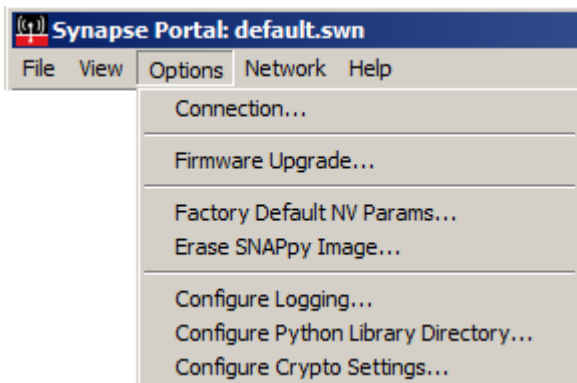 Synapse Portal: default.swn
File View Options Network Help
Connection...
Firmware Upgrade...
Factory Default NV Params...
Erase SNAPpy Image...
Configure Logging...
Configure Python Library Directory...
Configure Crypto Settings...